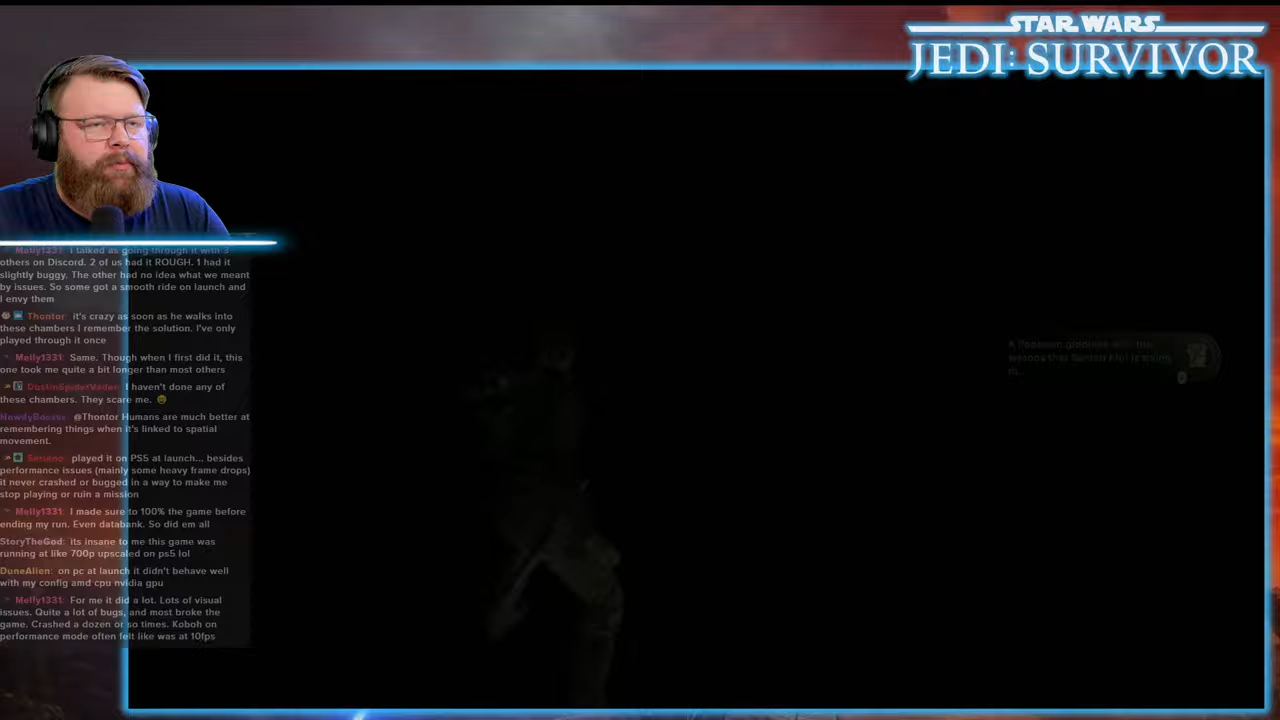 STAR WARS
JEDI: SURVIVOR
Melly1331: I talked as going through it with 3
others on Discord. 2 of us had it ROUGH. 1 had it
slightly buggy. The other had no idea what we meant
by issues. So some got a smooth ride on launch and
I envy them
Thontor: it's crazy as soon as he walks into
these chambers I remember the solution. I've only
played through it once
Melly1331: Same. Though when I first did it, this
one took me quite a bit longer than most others
DustinSpiderVader: I haven't done any of
these chambers. They scare me.
@Thontor Humans are much better at
remembering things when it's linked to spatial
movement.
played it on PS5 at launch... besides
performance issues (mainly some heavy frame drops)
it never crashed or bugged in a way to make me
stop playing or ruin a mission
Melly1331: I made sure to 100% the game before
ending my run. Even databank. So did em all
StoryTheGod: its insane to me this game was
running at like 700p upscaled on ps5 lol
DuneAlien: on pc at launch it didn't behave well
with my config amd cpu nvidia gpu
Melly1331: For me it did a lot. Lots of visual
issues. Quite a lot of bugs, and most broke the
game. Crashed a dozen or so times. Koboh on
performance mode often felt like was at 10fps